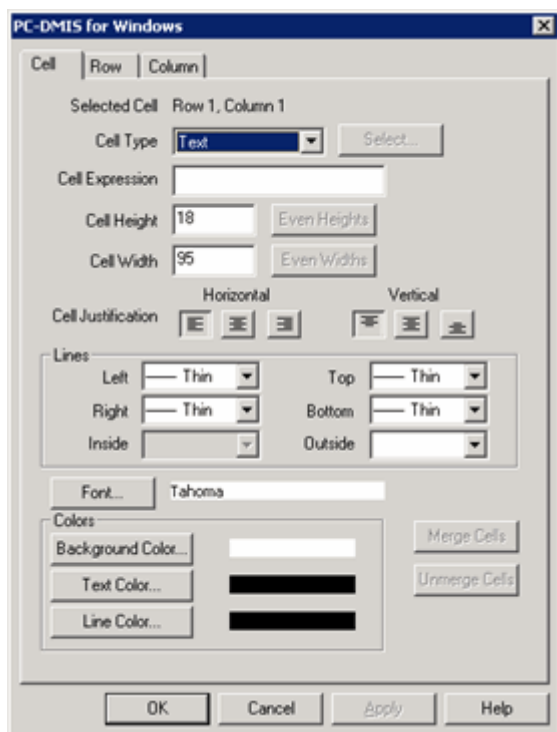 PC-DMIS for Windows
Cell Row Column
Selected Cell Row 1, Column 1
Cell Type Text Select...
Cell Expression
Cell Height 18 Even Heights
Cell Width 95 Even Widths
Horizontal Vertical
Cell Justification
Lines
Left Thin Top Thin
Right Thin Bottom Thin
Inside Outside
Font... Tahoma
Colors
Background Color... Merge Cells
Text Color... Unmerge Cells
Line Color...
OK Cancel Apply Help